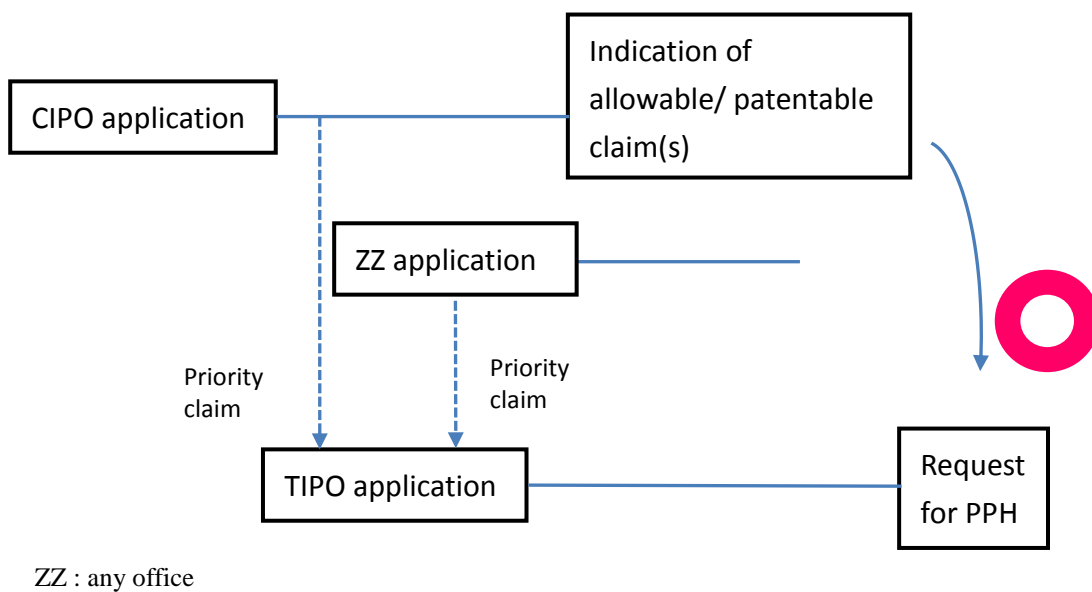 Indication of
allowable/ patentable
claim(s)
CIPO application
ZZ application
Priority
claim
Priority
claim
TIPO application
Request
for PPH
ZZ : any office